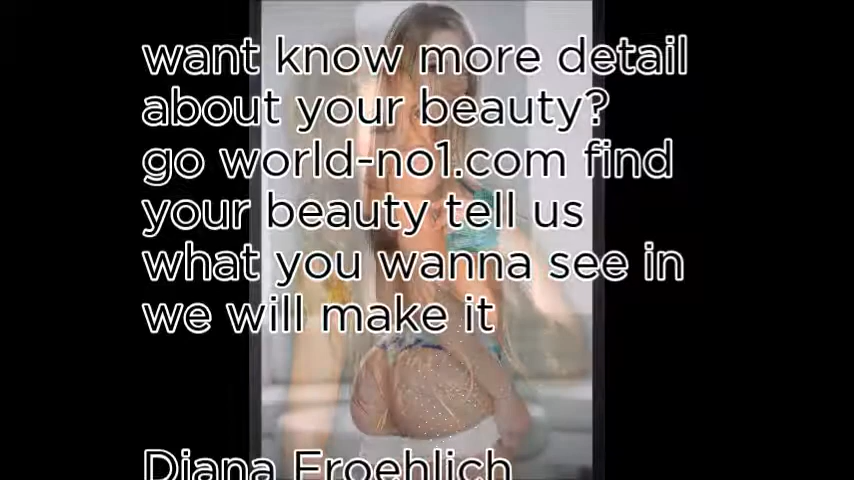 want know more detail
about your beauty?
go world-no1.com find
your beauty tell us
what you wanna see in
we will make it
Diana Froehlich